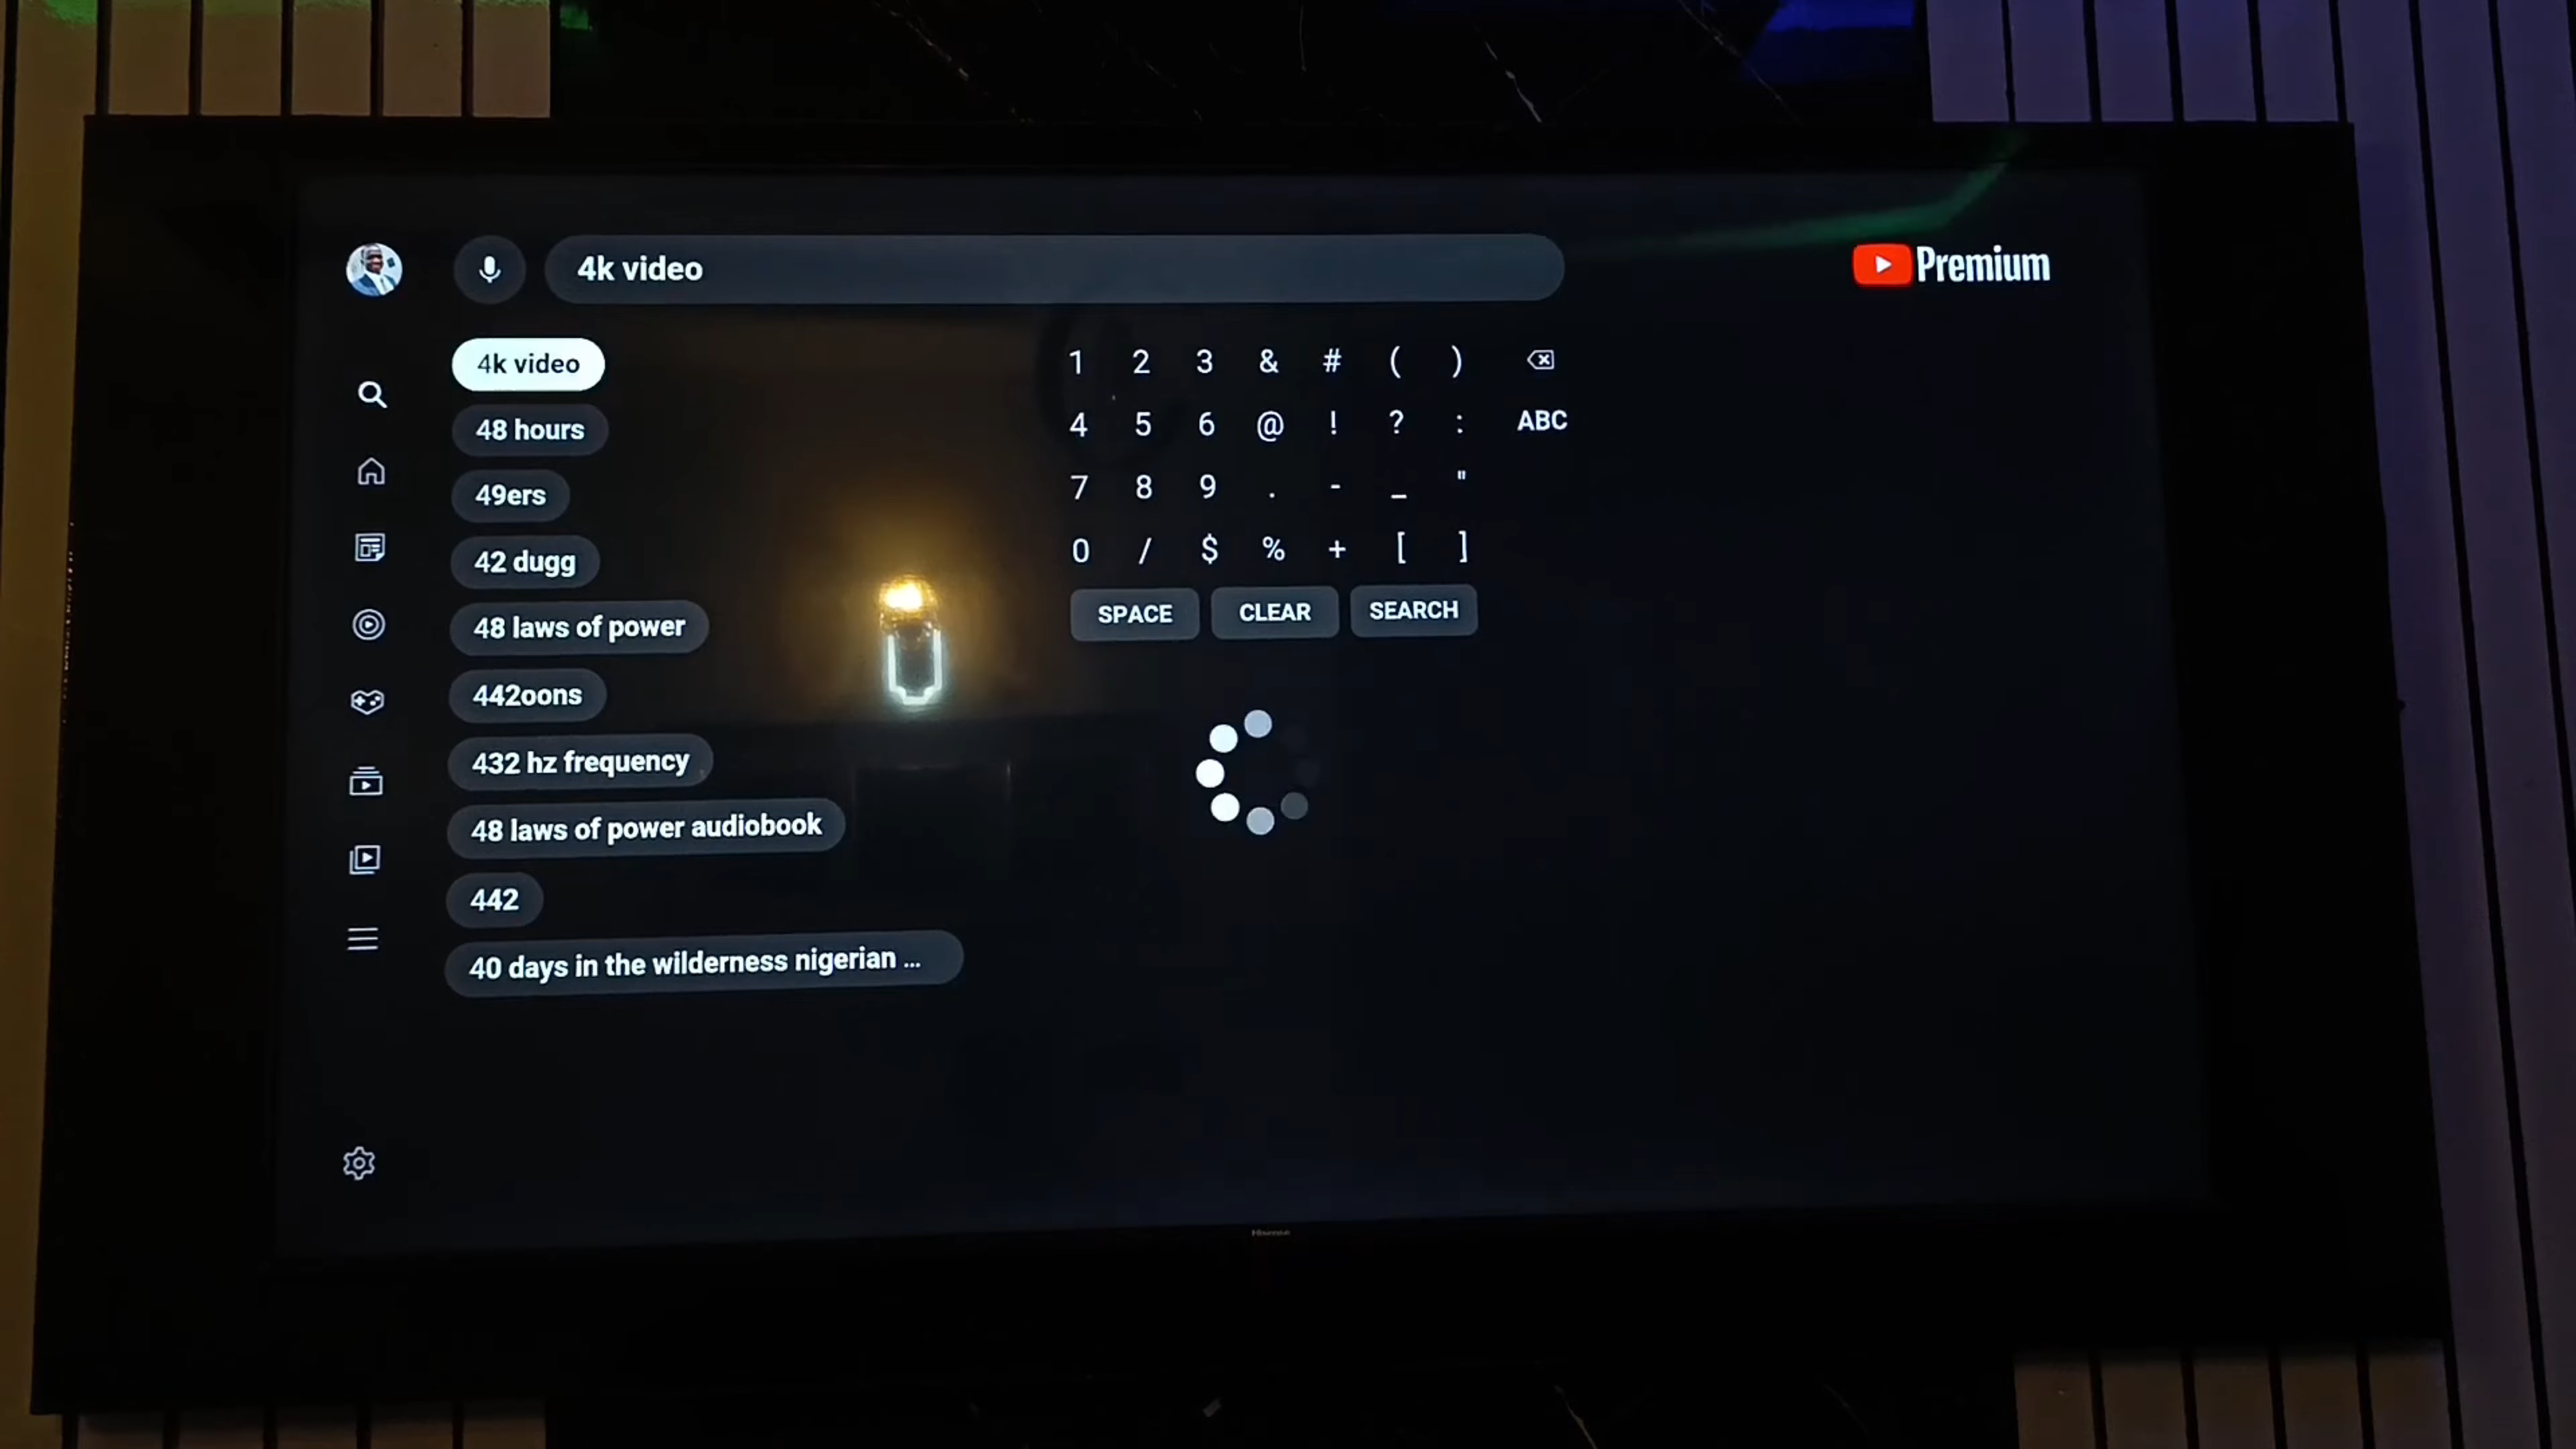 4k video
Premium
4k video
48 hours
49ers
42 dugg
48 laws of power
442oons
432 hz frequency
48 laws of power audiobook
442
40 days in the wilderness nigerian ...
1 2 3 & # ( )
4 5 6 @ ! ? : ABC
7 8 9 . - _ "
0 / $ % + [ ]
SPACE CLEAR SEARCH
Hisense